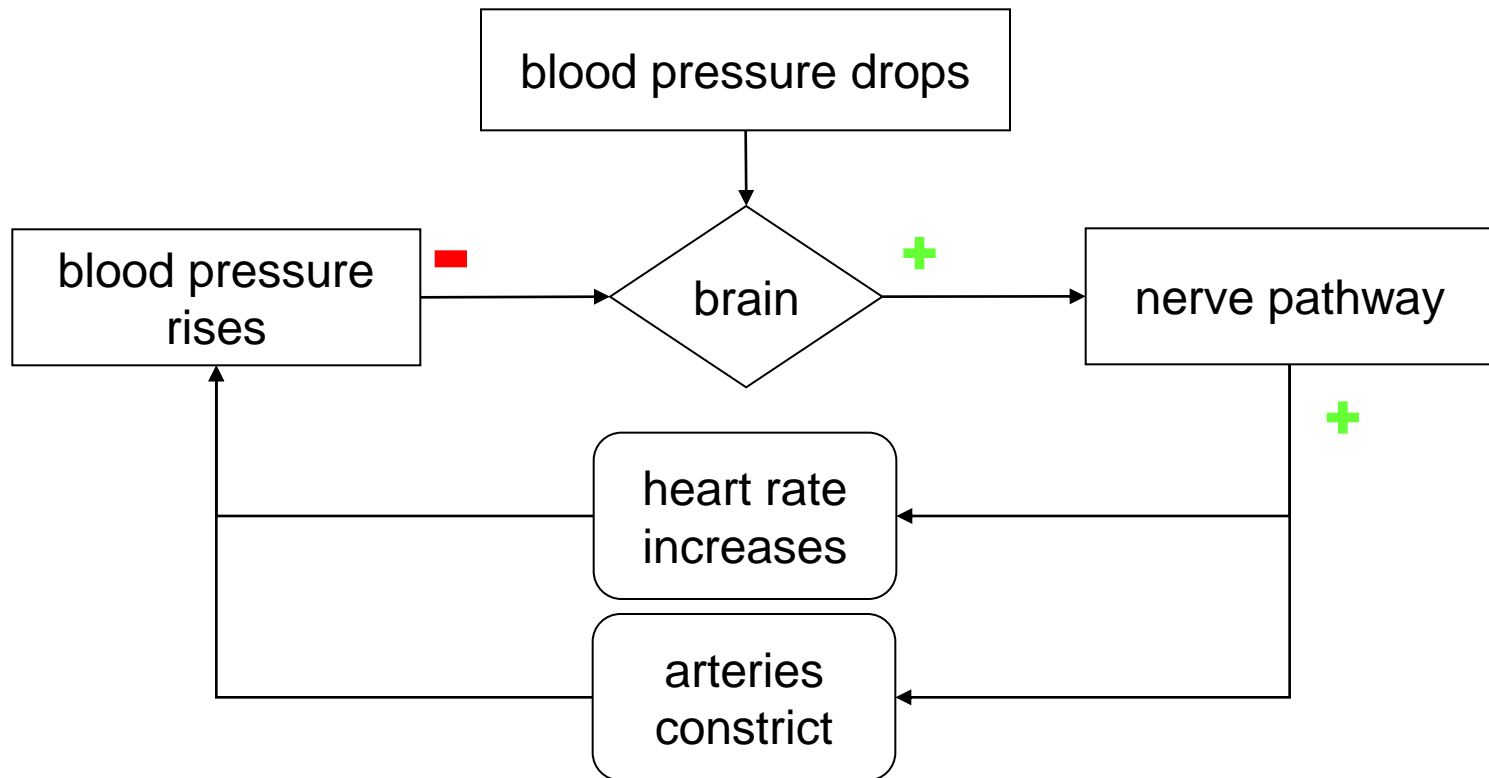 blood pressure drops
blood pressure
rises
brain
nerve pathway
heart rate
increases
arteries
constrict